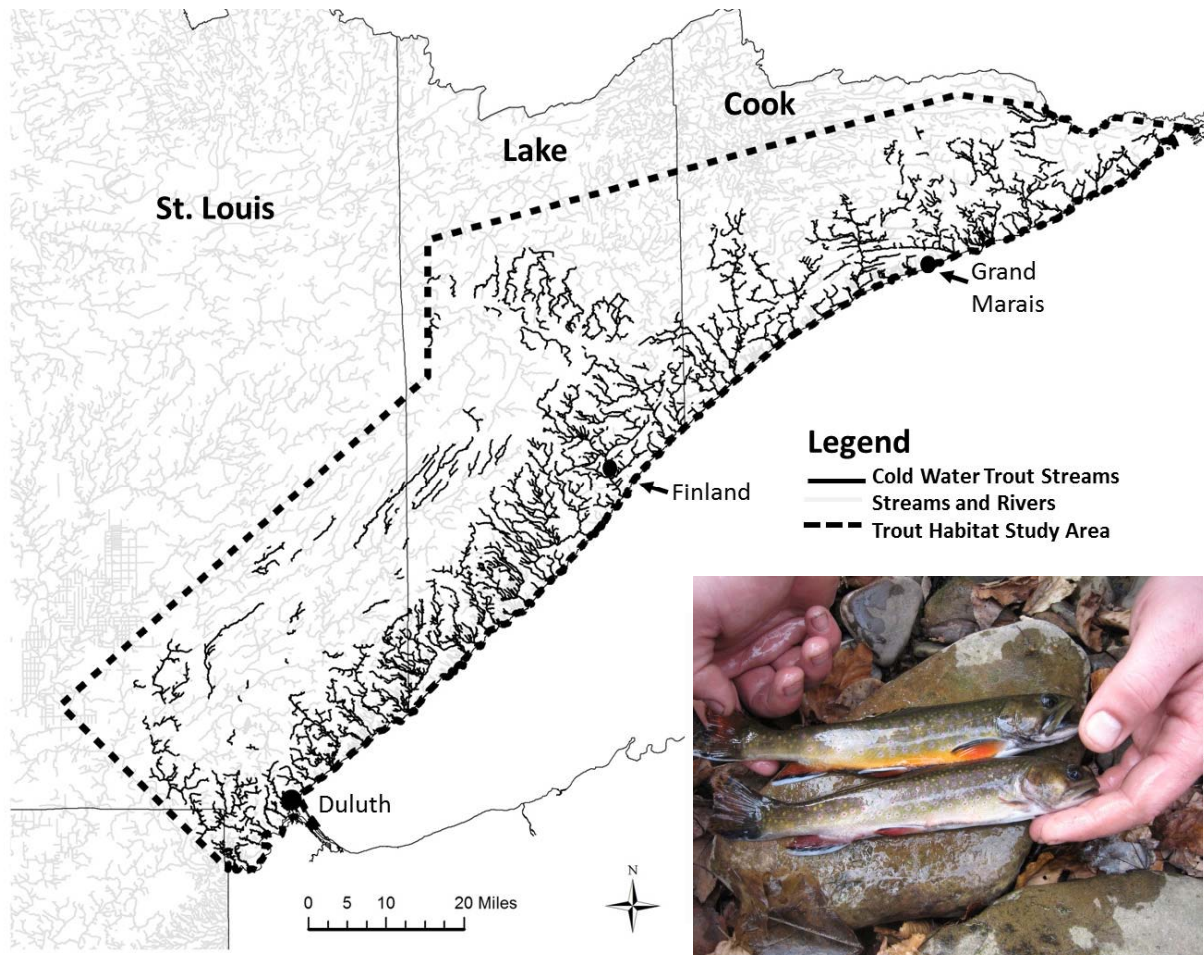 Cook
Lake
St. Louis
Grand
Marais
Legend
Cold Water Trout Streams
Streams and Rivers
Trout Habitat Study Area
Finland
Duluth
N
0 5 10 20 Miles